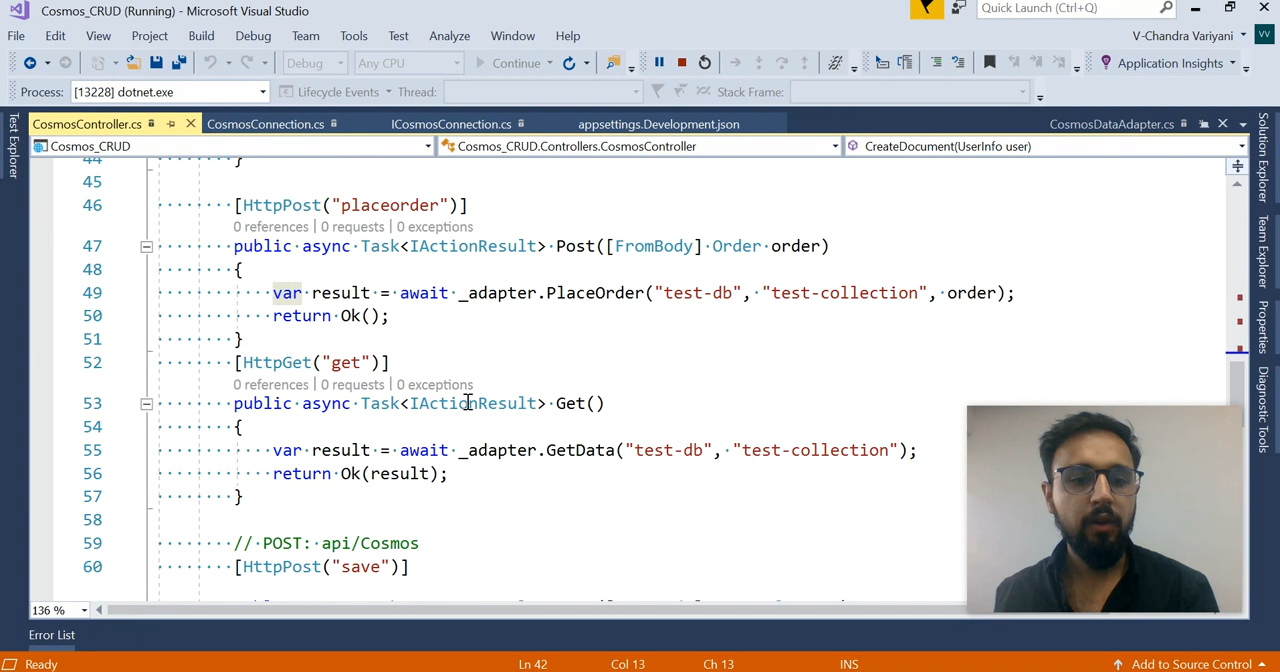 Cosmos_CRUD (Running) - Microsoft Visual Studio
Quick Launch (Ctrl+Q)
File Edit View Project Build Debug Team Tools Test Analyze Window Help
V-Chandra Variyani VV
Debug Any CPU Continue Application Insights
Process: [13228] dotnet.exe Lifecycle Events Thread: Stack Frame:
CosmosController.cs CosmosConnection.cs ICosmosConnection.cs appsettings.Development.json CosmosDataAdapter.cs
Cosmos_CRUD Cosmos_CRUD.Controllers.CosmosController CreateDocument(UserInfo user)
Test Explorer
44 }
45
46 [HttpPost("placeorder")]
0 references | 0 requests | 0 exceptions
47 public async Task<IActionResult> Post([FromBody] Order order)
48 {
49 var result = await _adapter.PlaceOrder("test-db", "test-collection", order);
50 return Ok();
51 }
52 [HttpGet("get")]
0 references | 0 requests | 0 exceptions
53 public async Task<IActionResult> Get()
54 {
55 var result = await _adapter.GetData("test-db", "test-collection");
56 return Ok(result);
57 }
58
59 // POST: api/Cosmos
60 [HttpPost("save")]
Solution Explorer
Team Explorer
Properties
Diagnostic Tools
136 %
Error List
Ready Ln 42 Col 13 Ch 13 INS Add to Source Control